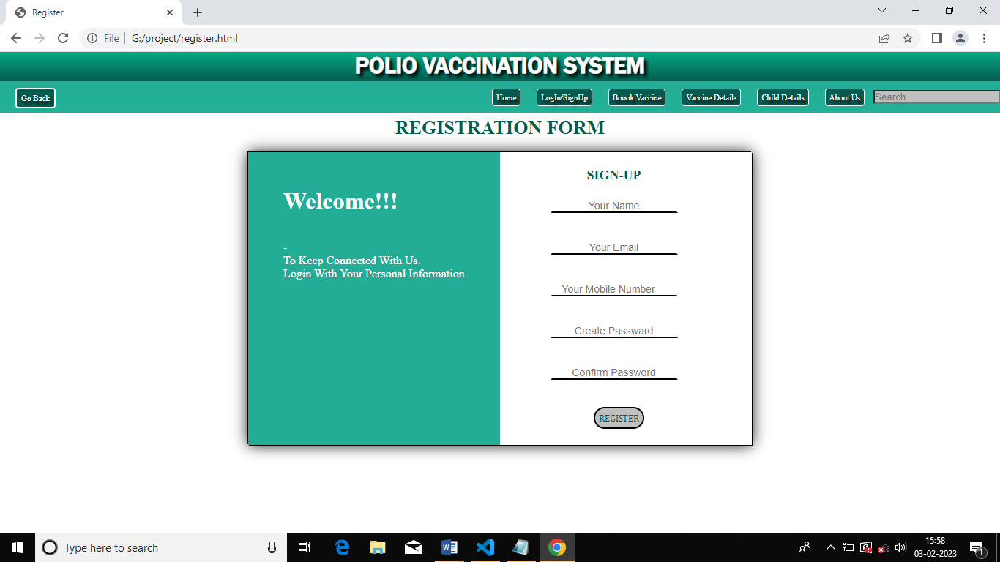 Register
File
G:/project/register.html
POLIO VACCINATION SYSTEM
Go Back
Home
LogIn/SignUp
Boook Vaccine
Vaccine Details
Child Details
About Us
Search
REGISTRATION FORM
Welcome!!!
-
To Keep Connected With Us.
Login With Your Personal Information
SIGN-UP
Your Name
Your Email
Your Mobile Number
Create Passward
Confirm Password
REGISTER
Type here to search
15:58
03-02-2023
1